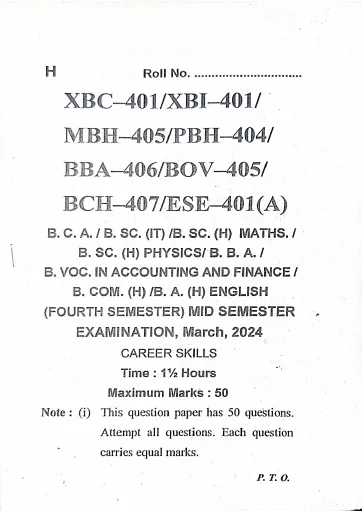 H Roll No. ...............................
XBC–401/XBI–401/
MBH–405/PBH–404/
BBA–406/BOV–405/
BCH–407/ESE–401(A)
B. C. A. / B. SC. (IT) /B. SC. (H) MATHS. /
B. SC. (H) PHYSICS/ B. B. A. /
B. VOC. IN ACCOUNTING AND FINANCE /
B. COM. (H) /B. A. (H) ENGLISH
(FOURTH SEMESTER) MID SEMESTER
EXAMINATION, March, 2024
CAREER SKILLS
Time : 1½ Hours
Maximum Marks : 50
Note : (i) This question paper has 50 questions.
Attempt all questions. Each question
carries equal marks.
P. T. O.